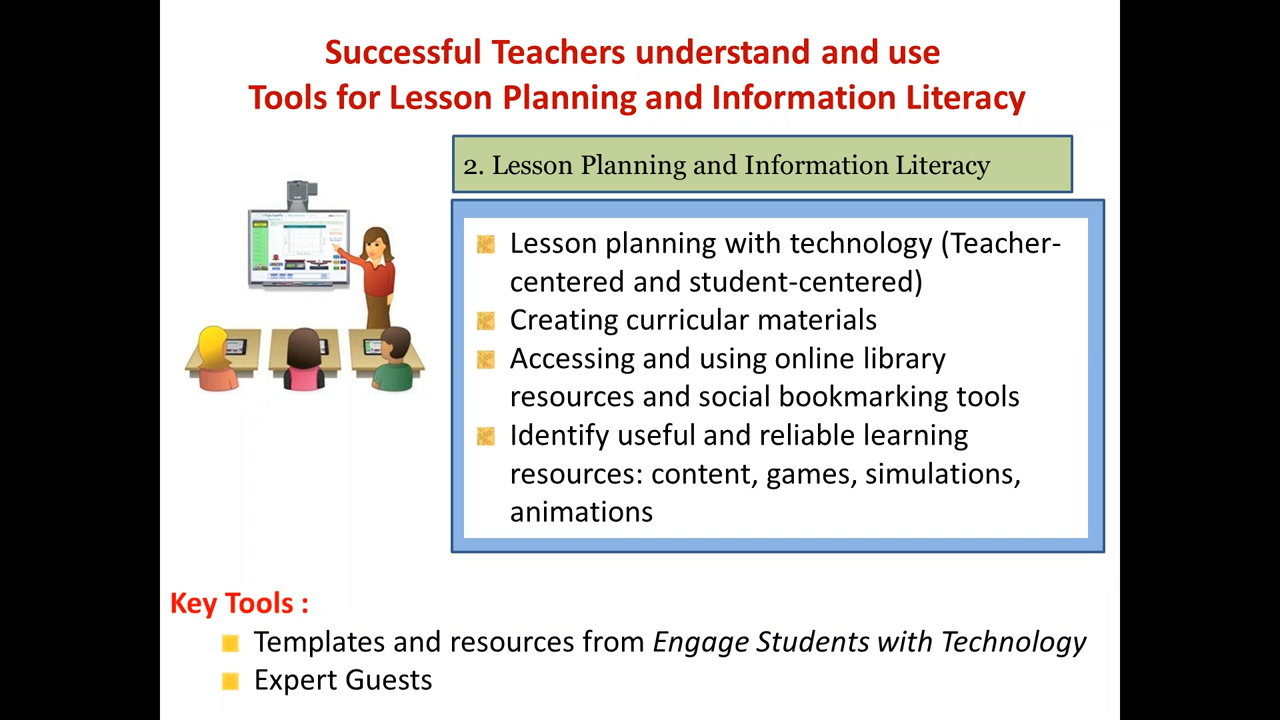 Successful Teachers understand and use
Tools for Lesson Planning and Information Literacy
2. Lesson Planning and Information Literacy
Lesson planning with technology (Teacher-
centered and student-centered)
Creating curricular materials
Accessing and using online library
resources and social bookmarking tools
Identify useful and reliable learning
resources: content, games, simulations,
animations
Key Tools :
Templates and resources from Engage Students with Technology
Expert Guests